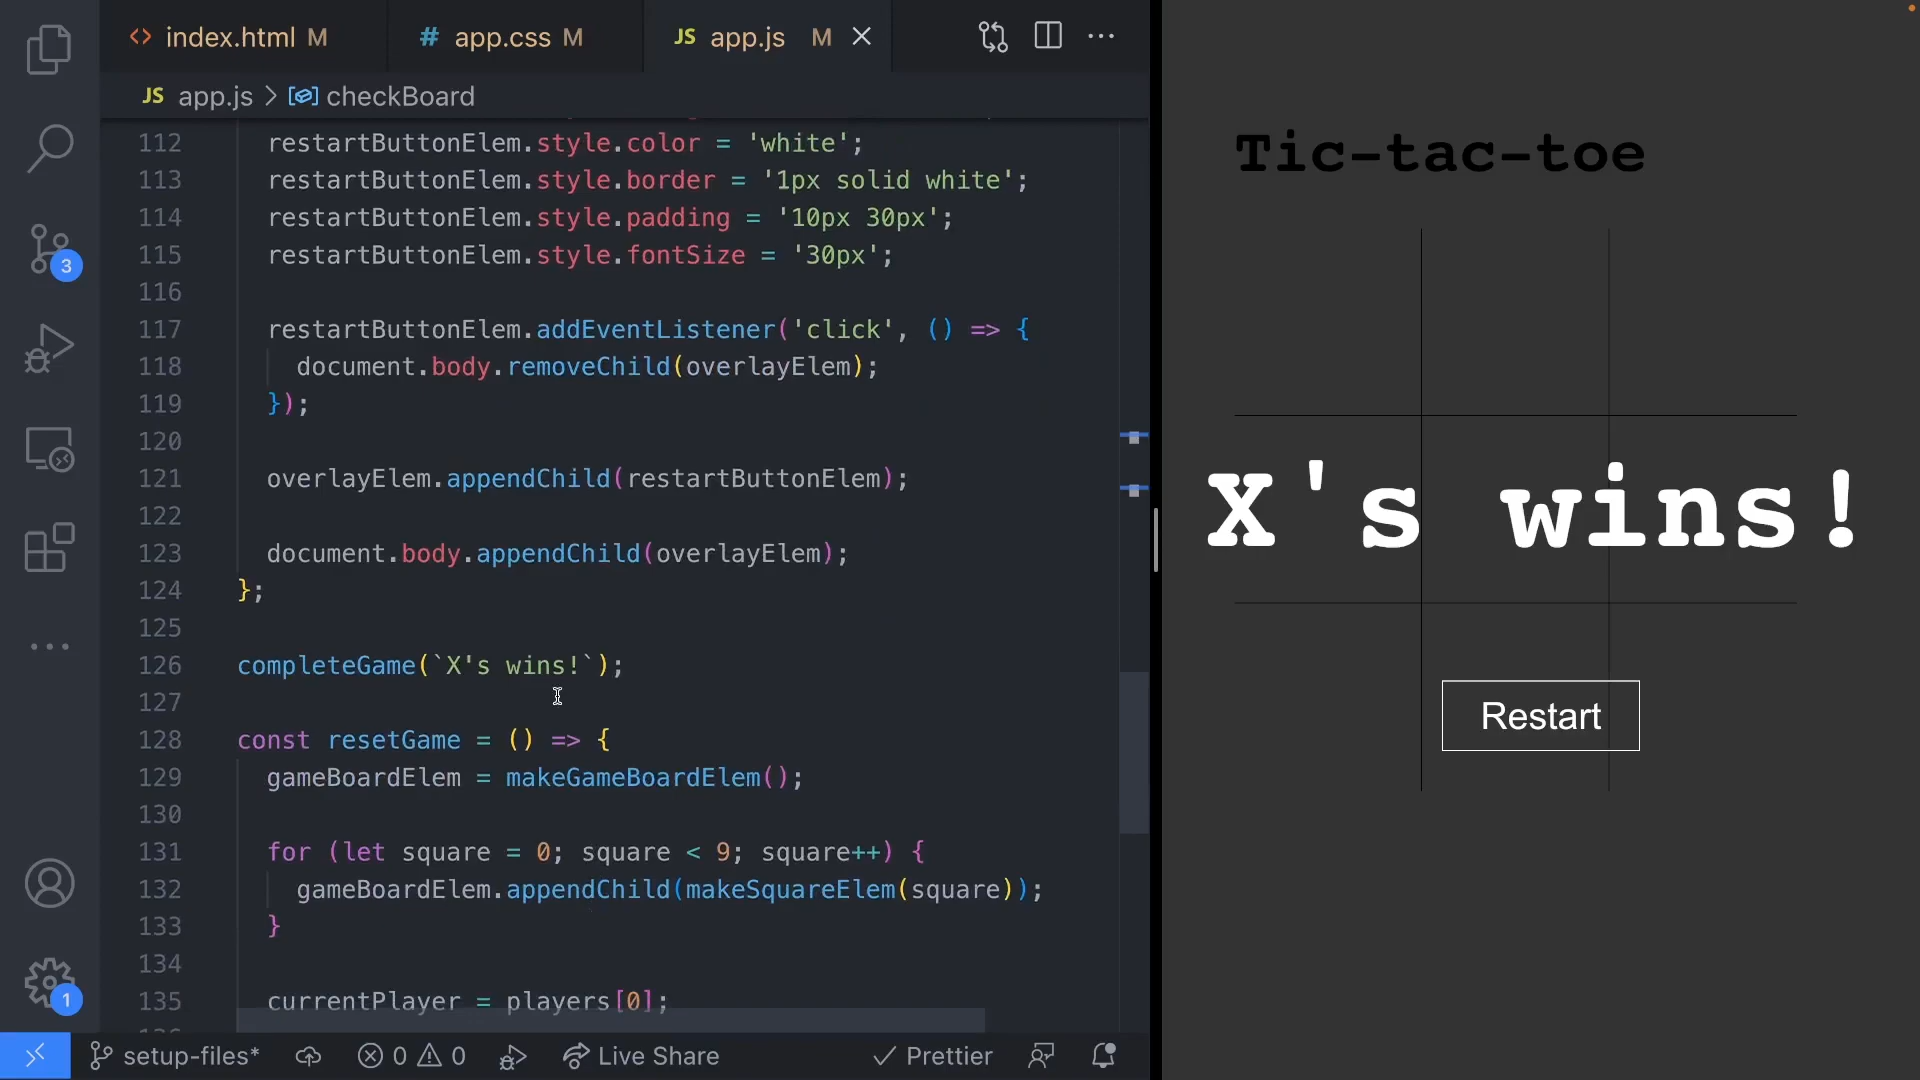 <> index.html M
# app.css M
JS app.js M
JS app.js > checkBoard
112 restartButtonElem.style.color = 'white';
113 restartButtonElem.style.border = '1px solid white';
114 restartButtonElem.style.padding = '10px 30px';
115 restartButtonElem.style.fontSize = '30px';
116
117 restartButtonElem.addEventListener('click', () => {
118 document.body.removeChild(overlayElem);
119 });
120
121 overlayElem.appendChild(restartButtonElem);
122
123 document.body.appendChild(overlayElem);
124 };
125
126 completeGame(`X's wins!`);
127
128 const resetGame = () => {
129 gameBoardElem = makeGameBoardElem();
130
131 for (let square = 0; square < 9; square++) {
132 gameBoardElem.appendChild(makeSquareElem(square));
133 }
134
135 currentPlayer = players[0];
3
1
setup-files* 0 0 Live Share Prettier
Tic-tac-toe
X's wins!
Restart